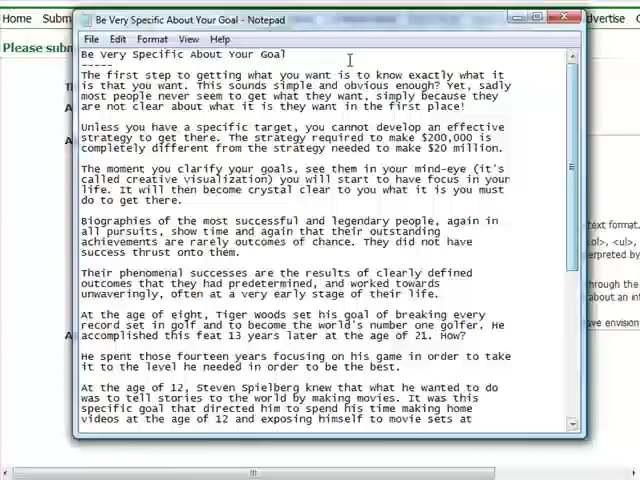 Be Very Specific About Your Goal - Notepad
Home
Subm
dvertise
Co
File Edit Format View Help
Please submi
Be Very Specific About Your Goal
-----
The first step to getting what you want is to know exactly what it
is that you want. This sounds simple and obvious enough? Yet, sadly
most people never seem to get what they want, simply because they
are not clear about what it is they want in the first place!
Unless you have a specific target, you cannot develop an effective
strategy to get there. The strategy required to make $200,000 is
completely different from the strategy needed to make $20 million.
The moment you clarify your goals, see them in your mind-eye (it's
called creative visualization) you will start to have focus in your
life. It will then become crystal clear to you what it is you must
do to get there.
Biographies of the most successful and legendary people, again in
all pursuits, show time and again that their outstanding
achievements are rarely outcomes of chance. They did not have
success thrust onto them.
Their phenomenal successes are the results of clearly defined
outcomes that they had predetermined, and worked towards
unwaveringly, often at a very early stage of their life.
At the age of eight, Tiger Woods set his goal of breaking every
record set in golf and to become the world's number one golfer. He
accomplished this feat 13 years later at the age of 21. How?
He spent those fourteen years focusing on his game in order to take
it to the level he needed in order to be the best.
At the age of 12, Steven Spielberg knew that what he wanted to do
was to tell stories to the world by making movies. It was this
specific goal that directed him to spend his time making home
videos at the age of 12 and exposing himself to movie sets at
text format.
<ol>, <ul>
erpreted by
through the
about an inf
ave envision